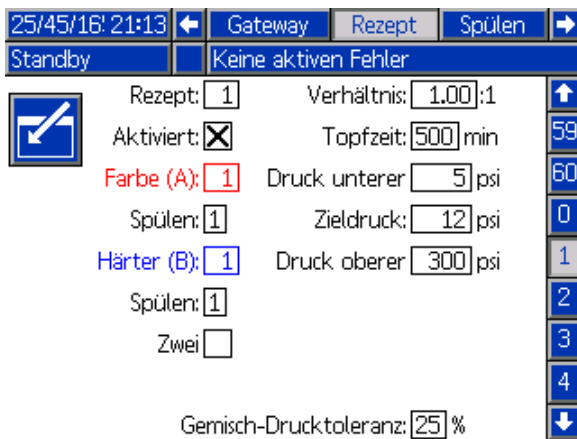 25/45/16 21:13 Gateway Rezept Spülen
Standby Keine aktiven Fehler
Rezept: 1 Verhältnis: 1.00:1
Aktiviert: Topfzeit: 500 min
Farbe (A): 1 Druck unterer 5 psi
Spülen: 1 Zieldruck: 12 psi
Härter (B): 1 Druck oberer 300 psi
Spülen: 1
Zwei
Gemisch-Drucktoleranz: 25 %
59
60
0
1
2
3
4